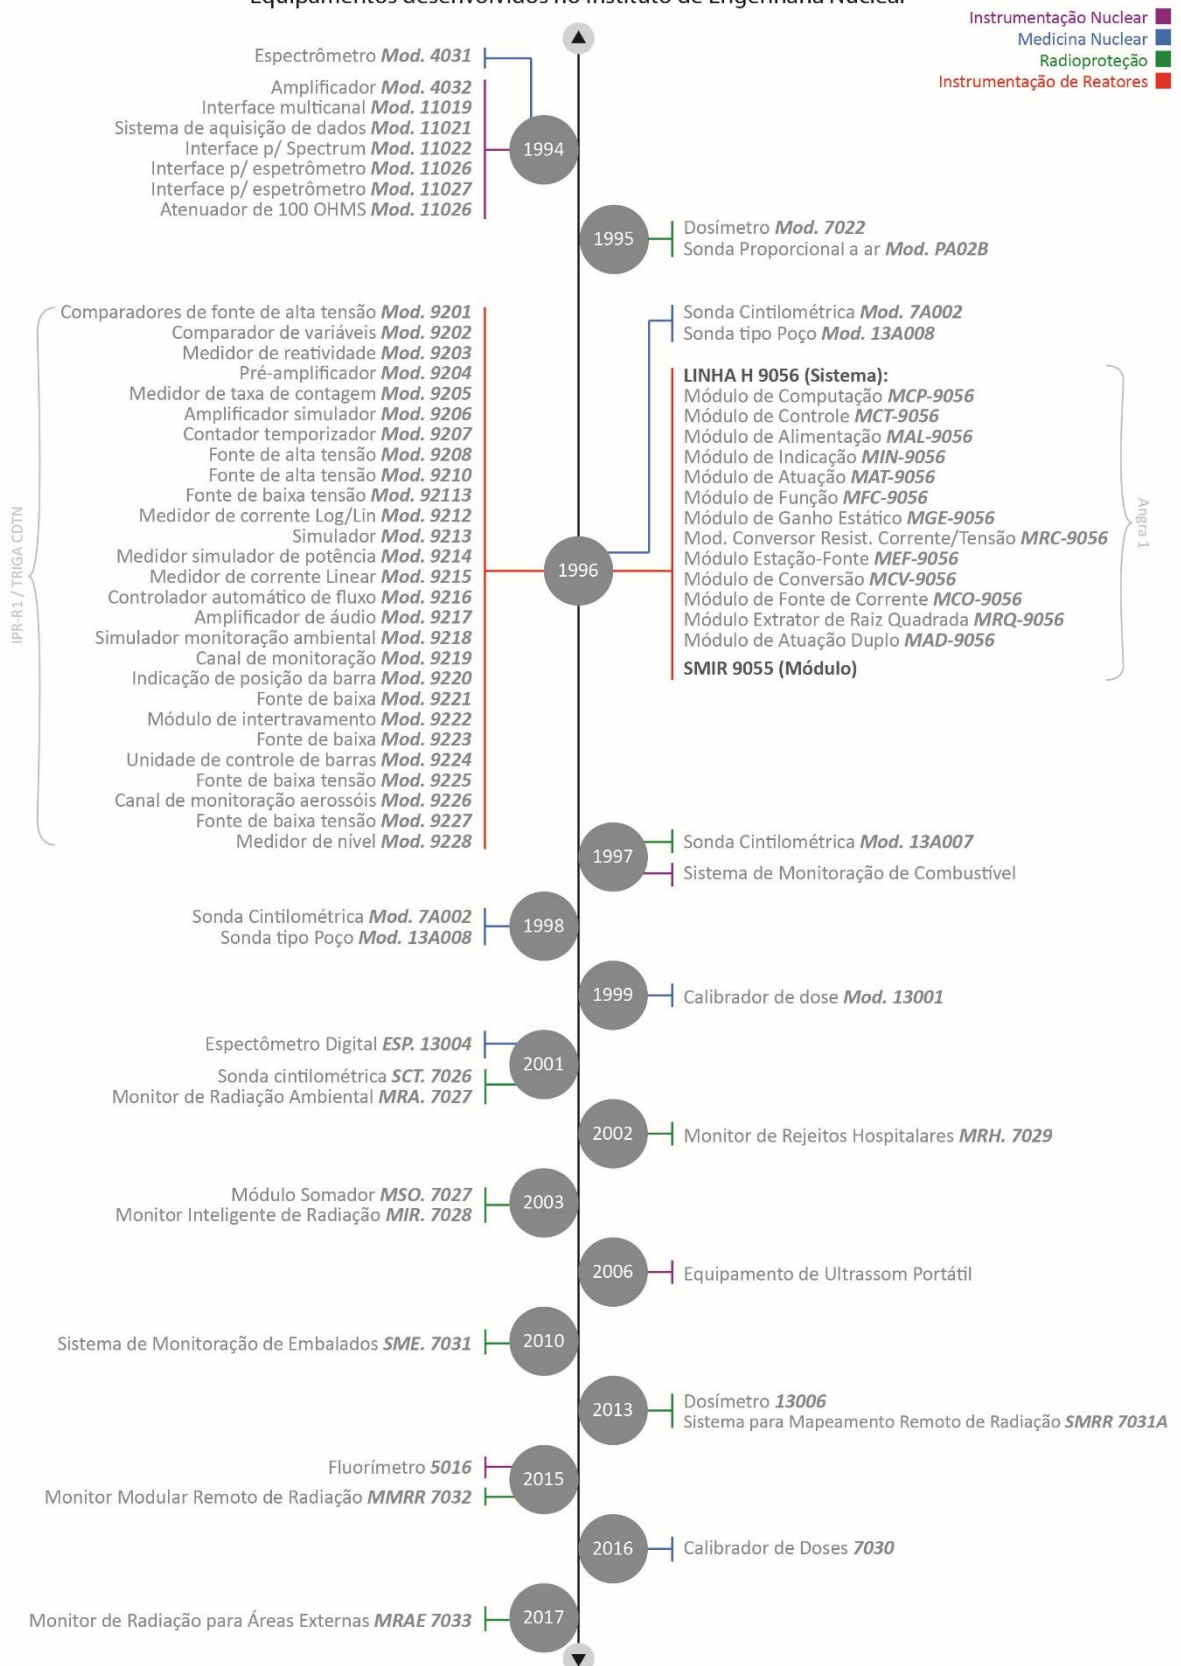 Equipamentos desenvolvidos no Instituto de Engenharia Nuclear
Instrumentação Nuclear
Medicina Nuclear
Radioproteção
Instrumentação de Reatores
Espectrômetro Mod. 4031
Amplificador Mod. 4032
Interface multicanal Mod. 11019
Sistema de aquisição de dados Mod. 11021
Interface p/ Spectrum Mod. 11022
Interface p/ espetrômetro Mod. 11026
Interface p/ espetrômetro Mod. 11027
Atenuador de 100 OHMS Mod. 11026
1994
1995
Dosímetro Mod. 7022
Sonda Proporcional a ar Mod. PA02B
IPR-R1 / TRIGA CDTN
Comparadores de fonte de alta tensão Mod. 9201
Comparador de variáveis Mod. 9202
Medidor de reatividade Mod. 9203
Pré-amplificador Mod. 9204
Medidor de taxa de contagem Mod. 9205
Amplificador simulador Mod. 9206
Contador temporizador Mod. 9207
Fonte de alta tensão Mod. 9208
Fonte de alta tensão Mod. 9210
Fonte de baixa tensão Mod. 92113
Medidor de corrente Log/Lin Mod. 9212
Simulador Mod. 9213
Medidor simulador de potência Mod. 9214
Medidor de corrente Linear Mod. 9215
Controlador automático de fluxo Mod. 9216
Amplificador de áudio Mod. 9217
Simulador monitoração ambiental Mod. 9218
Canal de monitoração Mod. 9219
Indicação de posição da barra Mod. 9220
Fonte de baixa Mod. 9221
Módulo de intertravamento Mod. 9222
Fonte de baixa Mod. 9223
Unidade de controle de barras Mod. 9224
Fonte de baixa tensão Mod. 9225
Canal de monitoração aerossóis Mod. 9226
Fonte de baixa tensão Mod. 9227
Medidor de nível Mod. 9228
1996
Sonda Cintilométrica Mod. 7A002
Sonda tipo Poço Mod. 13A008
LINHA H 9056 (Sistema):
Módulo de Computação MCP-9056
Módulo de Controle MCT-9056
Módulo de Alimentação MAL-9056
Módulo de Indicação MIN-9056
Módulo de Atuação MAT-9056
Módulo de Função MFC-9056
Módulo de Ganho Estático MGE-9056
Mod. Conversor Resist. Corrente/Tensão MRC-9056
Módulo Estação-Fonte MEF-9056
Módulo de Conversão MCV-9056
Módulo de Fonte de Corrente MCO-9056
Módulo Extrator de Raiz Quadrada MRQ-9056
Módulo de Atuação Duplo MAD-9056
SMIR 9055 (Módulo)
Angra 1
1997
Sonda Cintilométrica Mod. 13A007
Sistema de Monitoração de Combustível
Sonda Cintilométrica Mod. 7A002
Sonda tipo Poço Mod. 13A008
1998
1999
Calibrador de dose Mod. 13001
Espectômetro Digital ESP. 13004
Sonda cintilométrica SCT. 7026
Monitor de Radiação Ambiental MRA. 7027
2001
2002
Monitor de Rejeitos Hospitalares MRH. 7029
Módulo Somador MSO. 7027
Monitor Inteligente de Radiação MIR. 7028
2003
2006
Equipamento de Ultrassom Portátil
Sistema de Monitoração de Embalados SME. 7031
2010
2013
Dosímetro 13006
Sistema para Mapeamento Remoto de Radiação SMRR 7031A
Fluorímetro 5016
Monitor Modular Remoto de Radiação MMRR 7032
2015
2016
Calibrador de Doses 7030
Monitor de Radiação para Áreas Externas MRAE 7033
2017